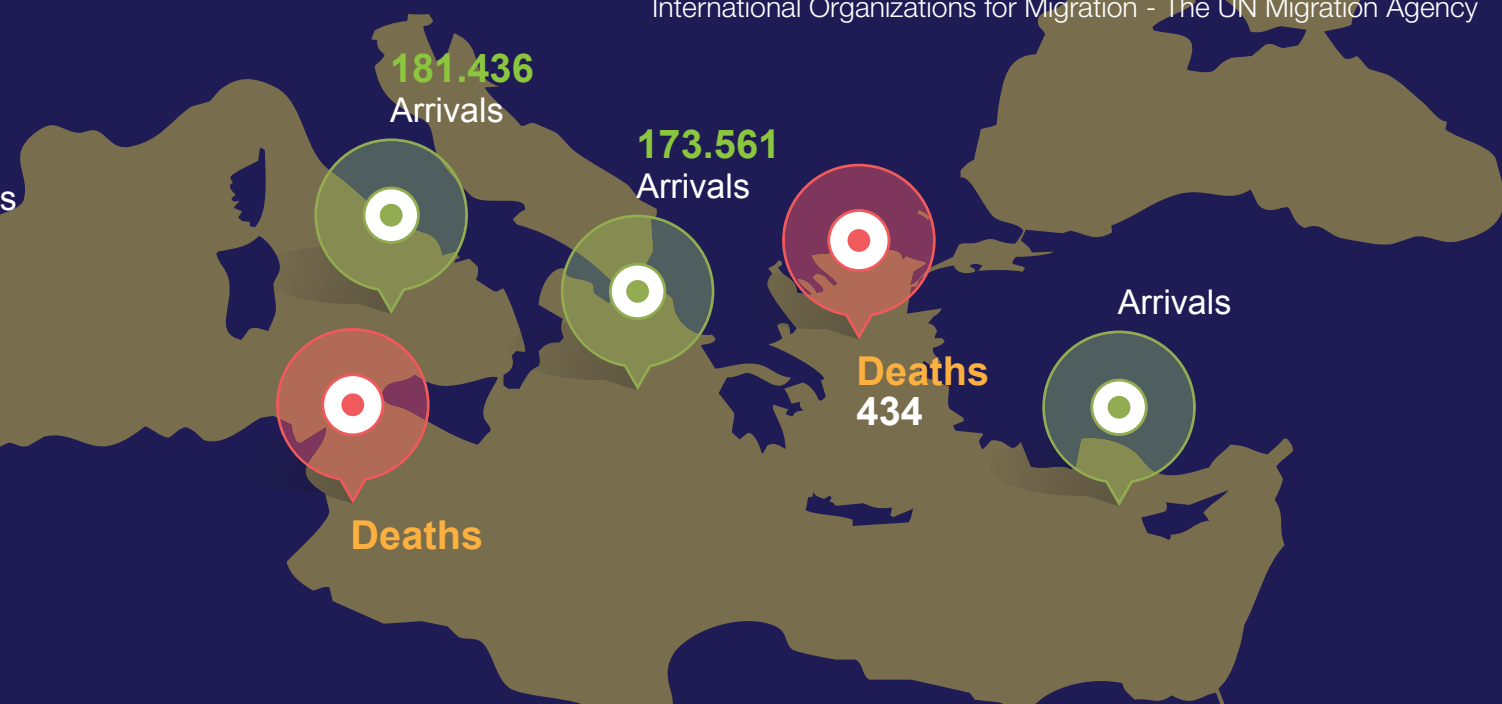 International Organizations for Migration - The UN Migration Agency
181.436
Arrivals
173.561
Arrivals
s
Arrivals
Deaths
434
Deaths